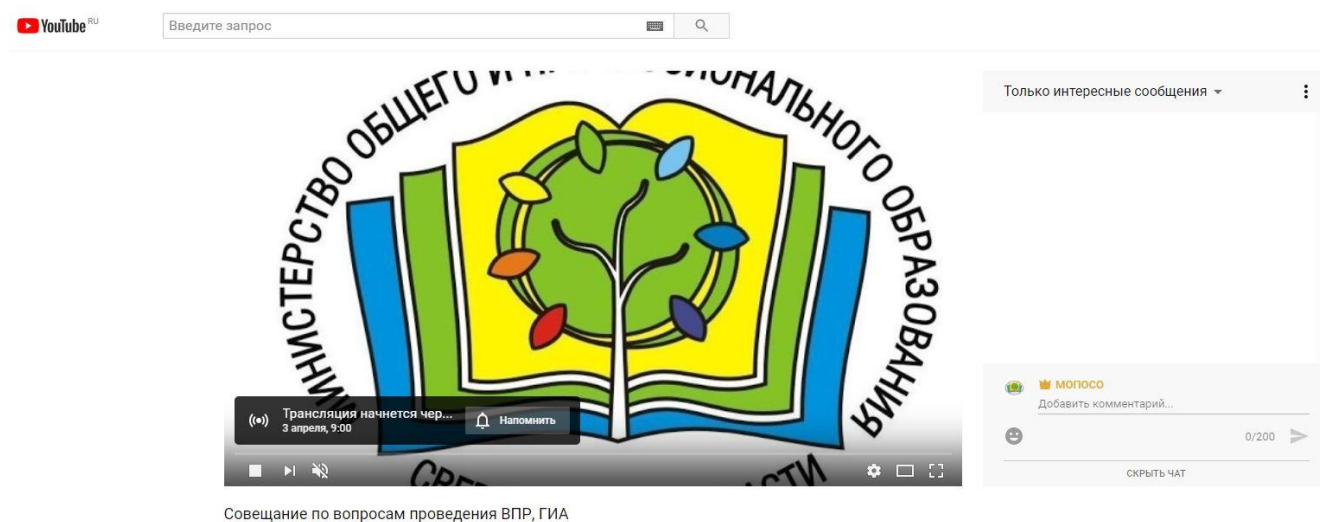 YouTube RU
Введите запрос
МИНИСТЕРСТВО ОБЩЕГО И ОБРАЗОВАНИЯ
Только интересные сообщения
МОПОСО
Добавить комментарий...
0/200
СКРЫТЬ ЧАТ
Трансляция начнется чер...
3 апреля, 9:00
Напомнить
Совещание по вопросам проведения ВПР, ГИА